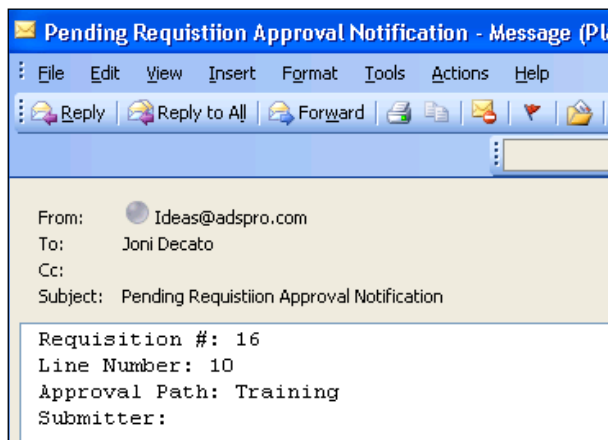 Pending Requistiion Approval Notification - Message (Pl
File Edit View Insert Format Tools Actions Help
Reply Reply to All Forward
From: Ideas@adspro.com
To: Joni Decato
Cc:
Subject: Pending Requistiion Approval Notification
Requisition #: 16
Line Number: 10
Approval Path: Training
Submitter: